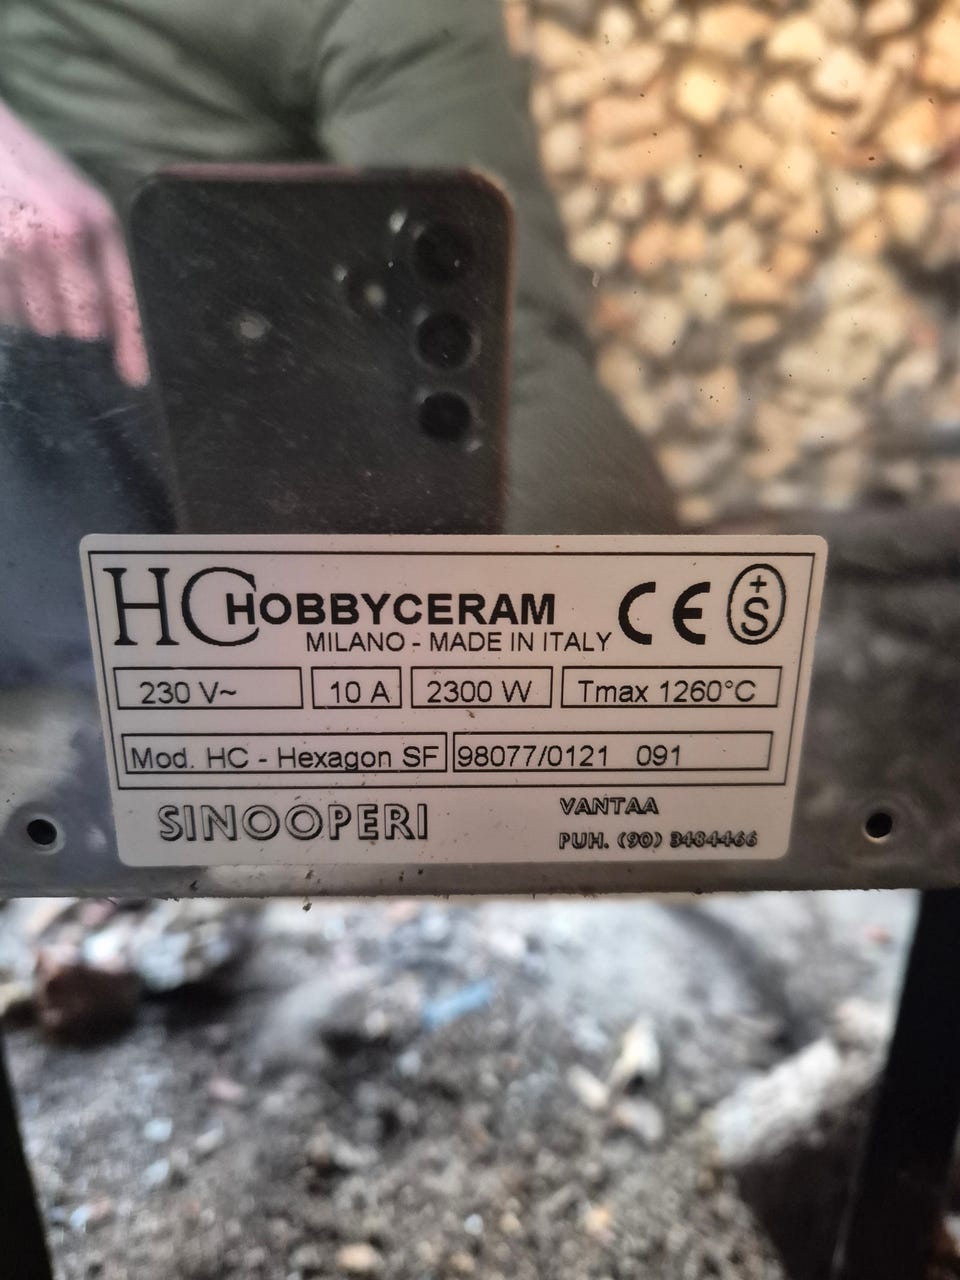 HC HOBBYCERAM CE +S
MILANO - MADE IN ITALY
230 V~ 10 A 2300 W Tmax 1260°C
Mod. HC - Hexagon SF 98077/0121 091
SINOOPERI VANTAA
PUH. (90) 3484466